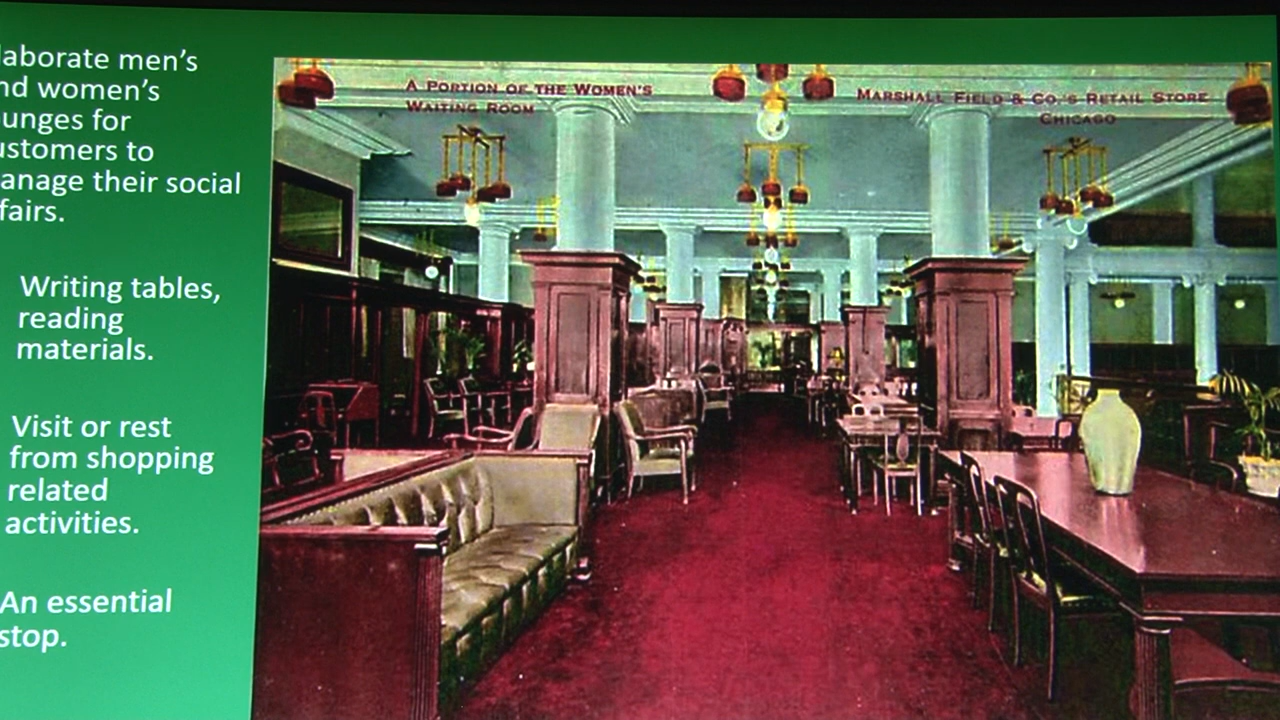 laborate men's
nd women's
unges for
ustomers to
anage their social
fairs.
Writing tables,
reading
materials.
Visit or rest
from shopping
related
activities.
An essential
stop.
A PORTION OF THE WOMEN'S
WAITING ROOM
MARSHALL FIELD & CO.'S RETAIL STORE
CHICAGO